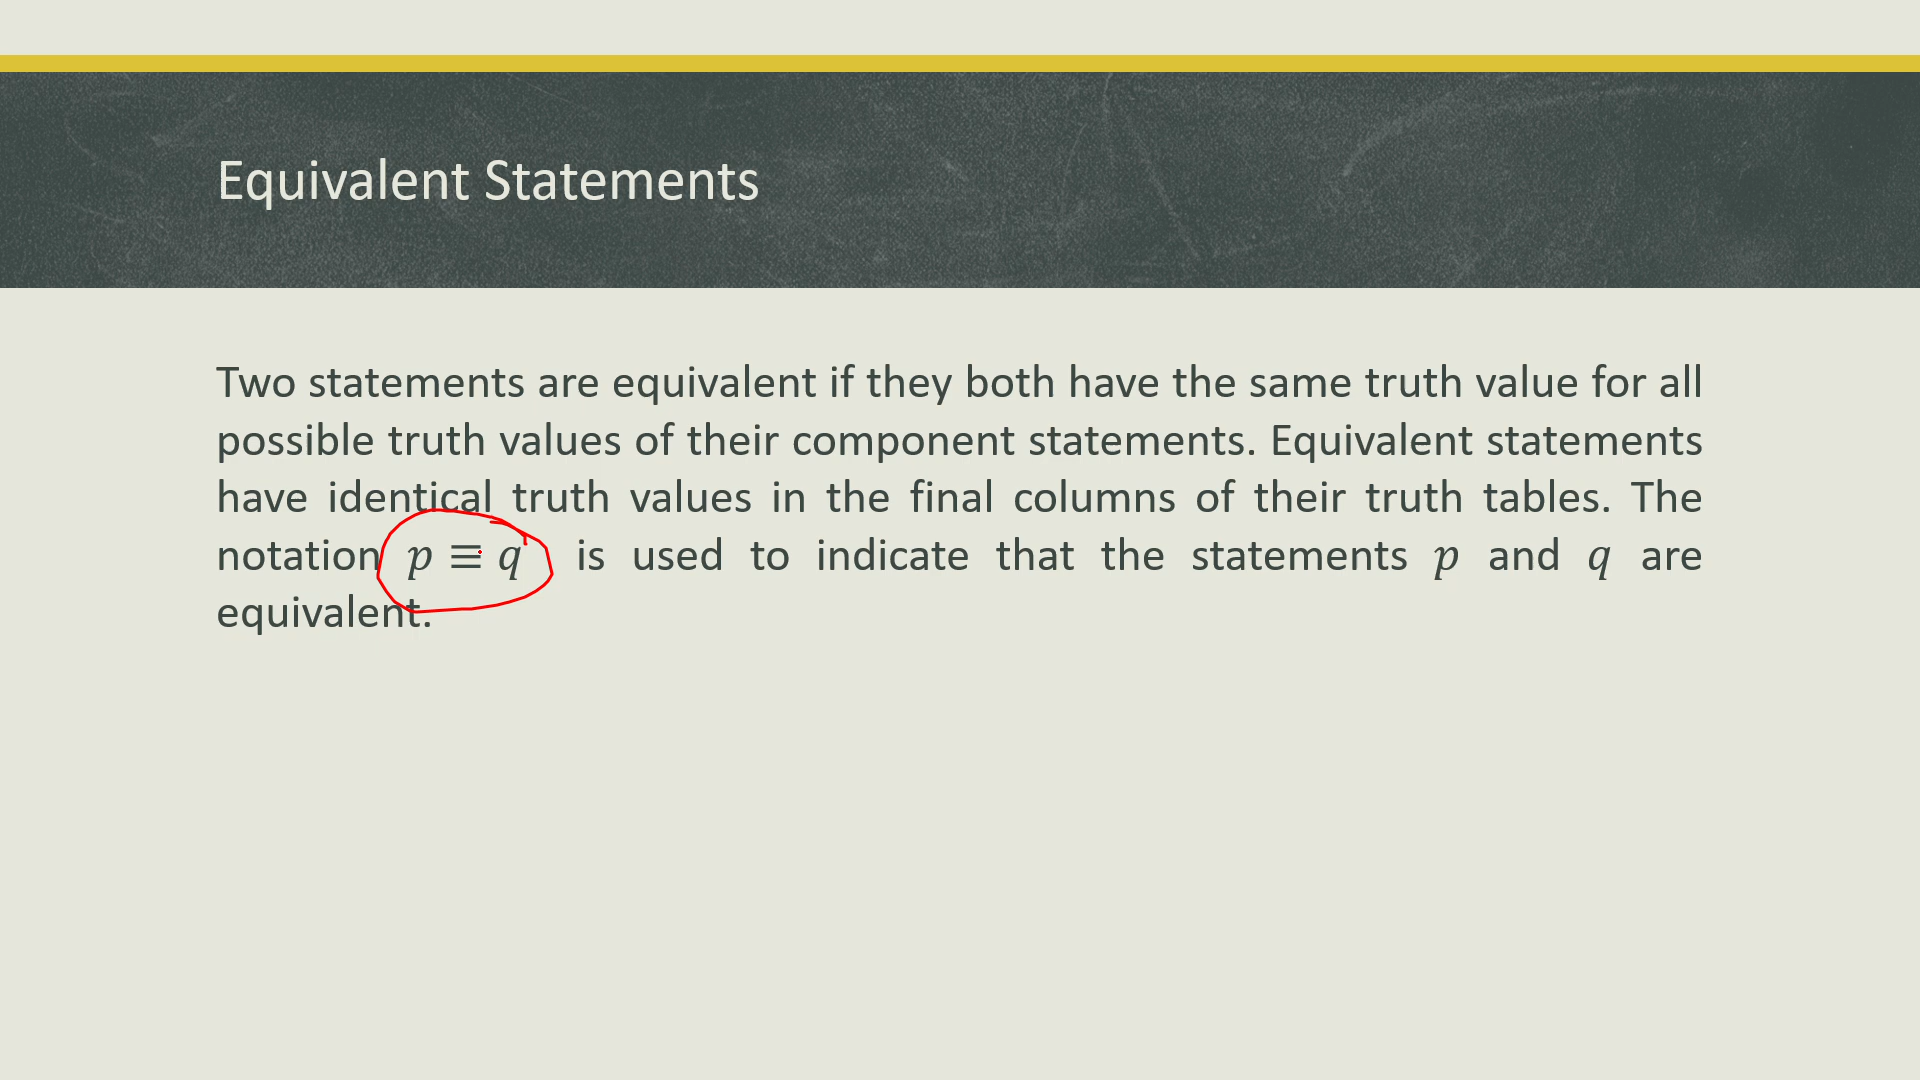 Equivalent Statements
Two statements are equivalent if they both have the same truth value for all
possible truth values of their component statements. Equivalent statements
have identical truth values in the final columns of their truth tables. The
notation p ≡ q is used to indicate that the statements p and q are
equivalent.